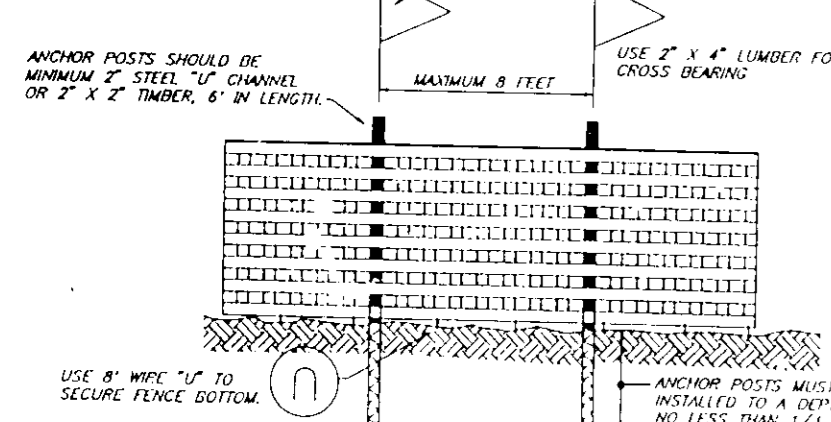 ANCHOR POSTS SHOULD BE
MINIMUM 2" STEEL "U" CHANNEL
OR 2" X 2" TIMBER, 6' IN LENGTH.
MAXIMUM 8 FEET
USE 2" X 4" LUMBER FO
CROSS BEARING
USE 8' WIRE "U" TO
SECURE FENCE BOTTOM.
ANCHOR POSTS MUST
INSTALLED TO A DEP
NO LESS THAN